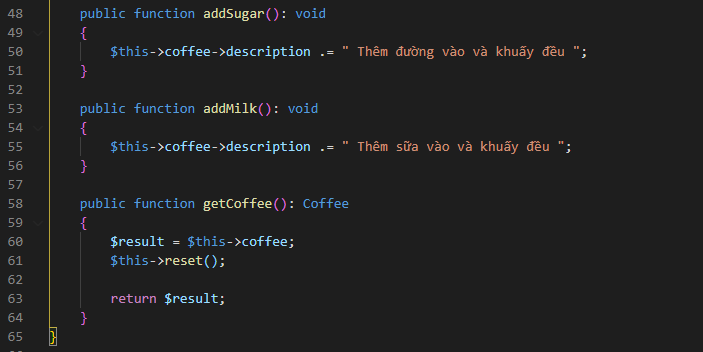 48 public function addSugar(): void
49 {
50 $this->coffee->description .= " Thêm đường vào và khuấy đều ";
51 }
52
53 public function addMilk(): void
54 {
55 $this->coffee->description .= " Thêm sữa vào và khuấy đều ";
56 }
57
58 public function getCoffee(): Coffee
59 {
60 $result = $this->coffee;
61 $this->reset();
62
63 return $result;
64 }
65 }